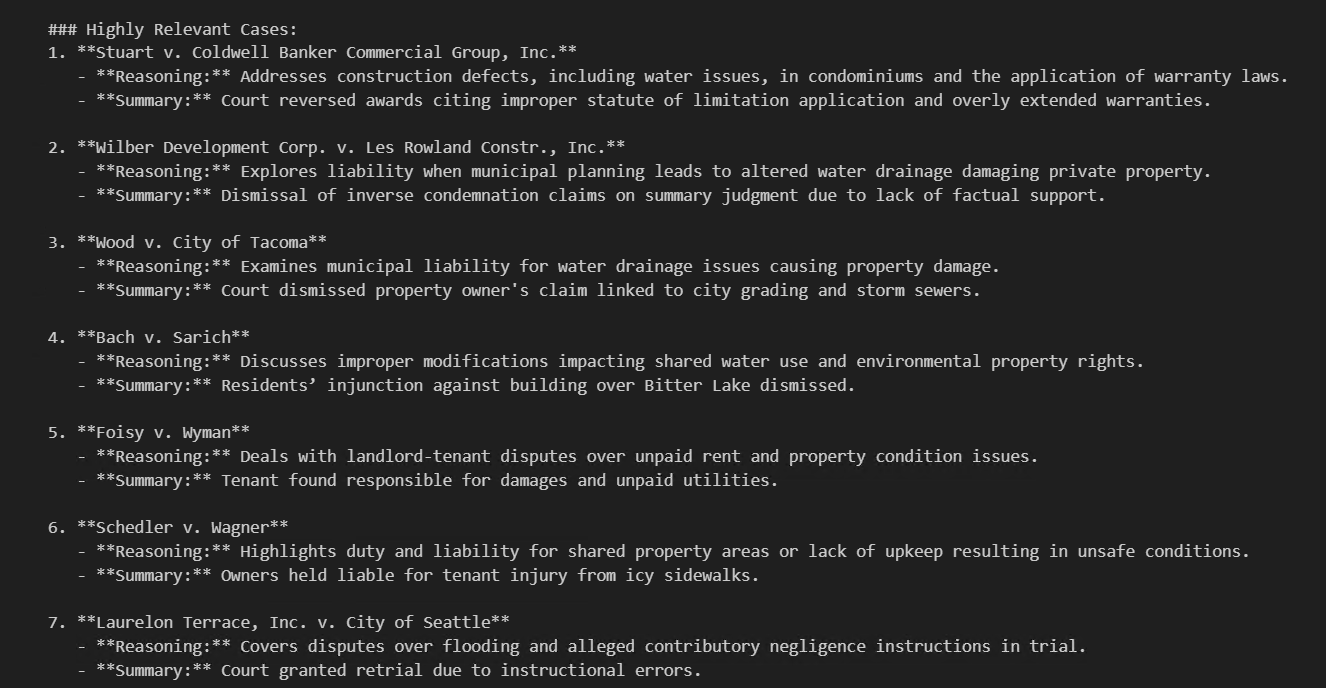 ### Highly Relevant Cases:
1. **Stuart v. Coldwell Banker Commercial Group, Inc.**
- **Reasoning:** Addresses construction defects, including water issues, in condominiums and the application of warranty laws.
- **Summary:** Court reversed awards citing improper statute of limitation application and overly extended warranties.
2. **Wilber Development Corp. v. Les Rowland Constr., Inc.**
- **Reasoning:** Explores liability when municipal planning leads to altered water drainage damaging private property.
- **Summary:** Dismissal of inverse condemnation claims on summary judgment due to lack of factual support.
3. **Wood v. City of Tacoma**
- **Reasoning:** Examines municipal liability for water drainage issues causing property damage.
- **Summary:** Court dismissed property owner's claim linked to city grading and storm sewers.
4. **Bach v. Sarich**
- **Reasoning:** Discusses improper modifications impacting shared water use and environmental property rights.
- **Summary:** Residents’ injunction against building over Bitter Lake dismissed.
5. **Foisy v. Wyman**
- **Reasoning:** Deals with landlord-tenant disputes over unpaid rent and property condition issues.
- **Summary:** Tenant found responsible for damages and unpaid utilities.
6. **Schedler v. Wagner**
- **Reasoning:** Highlights duty and liability for shared property areas or lack of upkeep resulting in unsafe conditions.
- **Summary:** Owners held liable for tenant injury from icy sidewalks.
7. **Laurelon Terrace, Inc. v. City of Seattle**
- **Reasoning:** Covers disputes over flooding and alleged contributory negligence instructions in trial.
- **Summary:** Court granted retrial due to instructional errors.